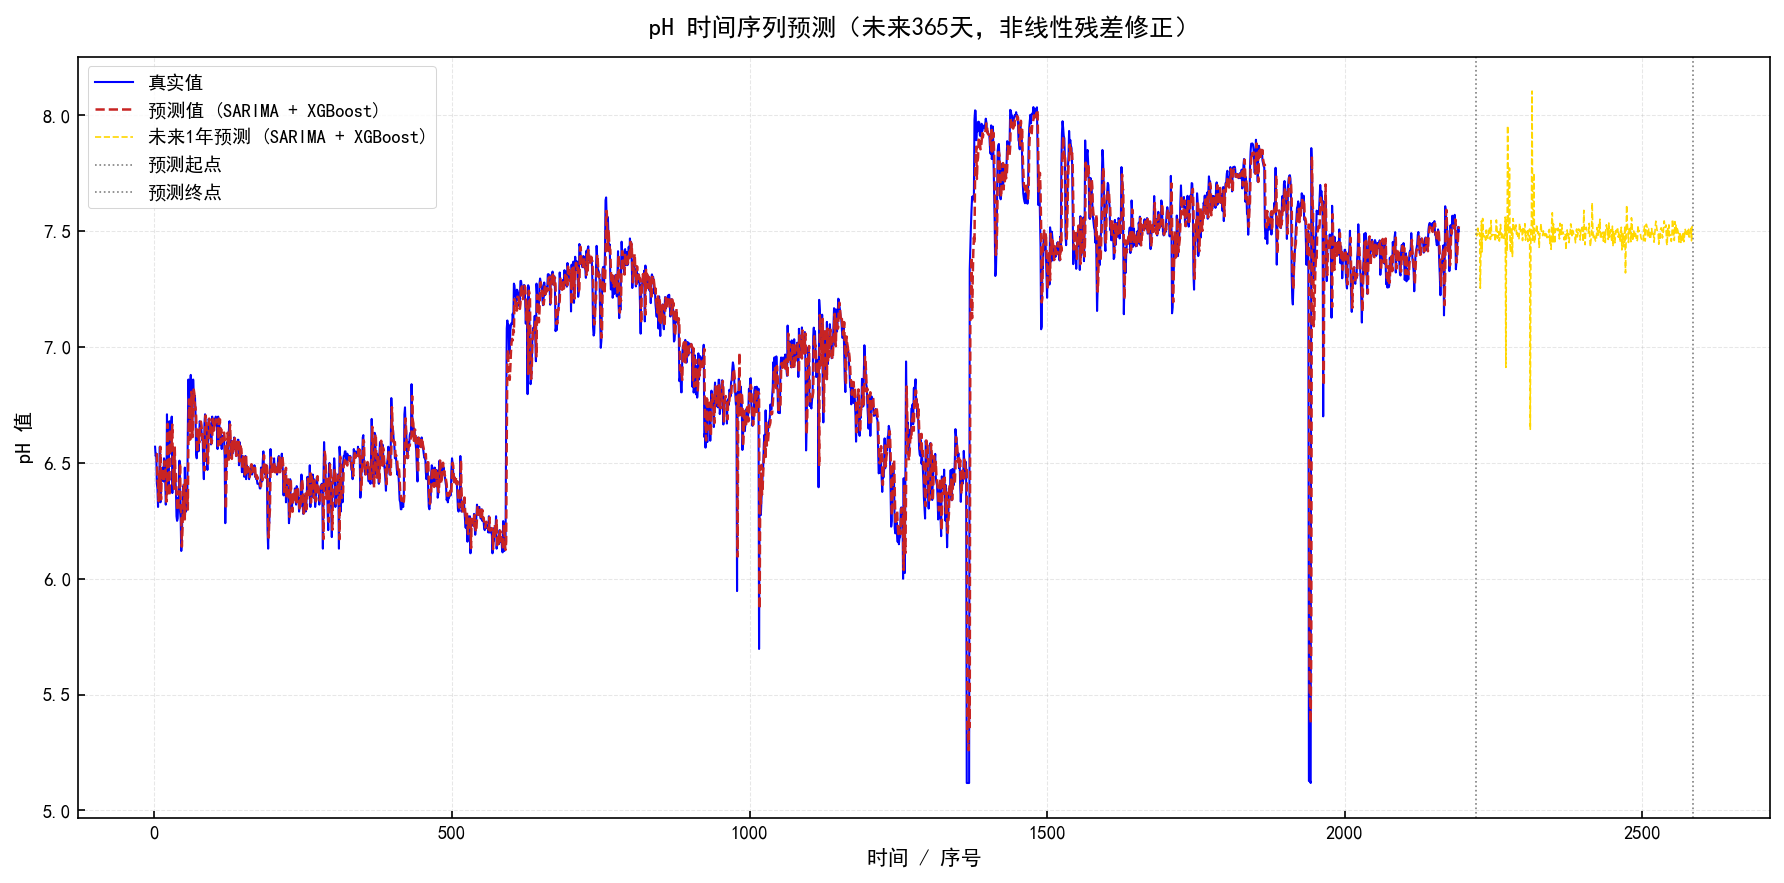 pH 时间序列预测（未来365天，非线性残差修正）
真实值
预测值 (SARIMA + XGBoost)
未来1年预测 (SARIMA + XGBoost)
预测起点
预测终点
pH 值
8.0
7.5
7.0
6.5
6.0
5.5
5.0
0 500 1000 1500 2000 2500
时间 / 序号